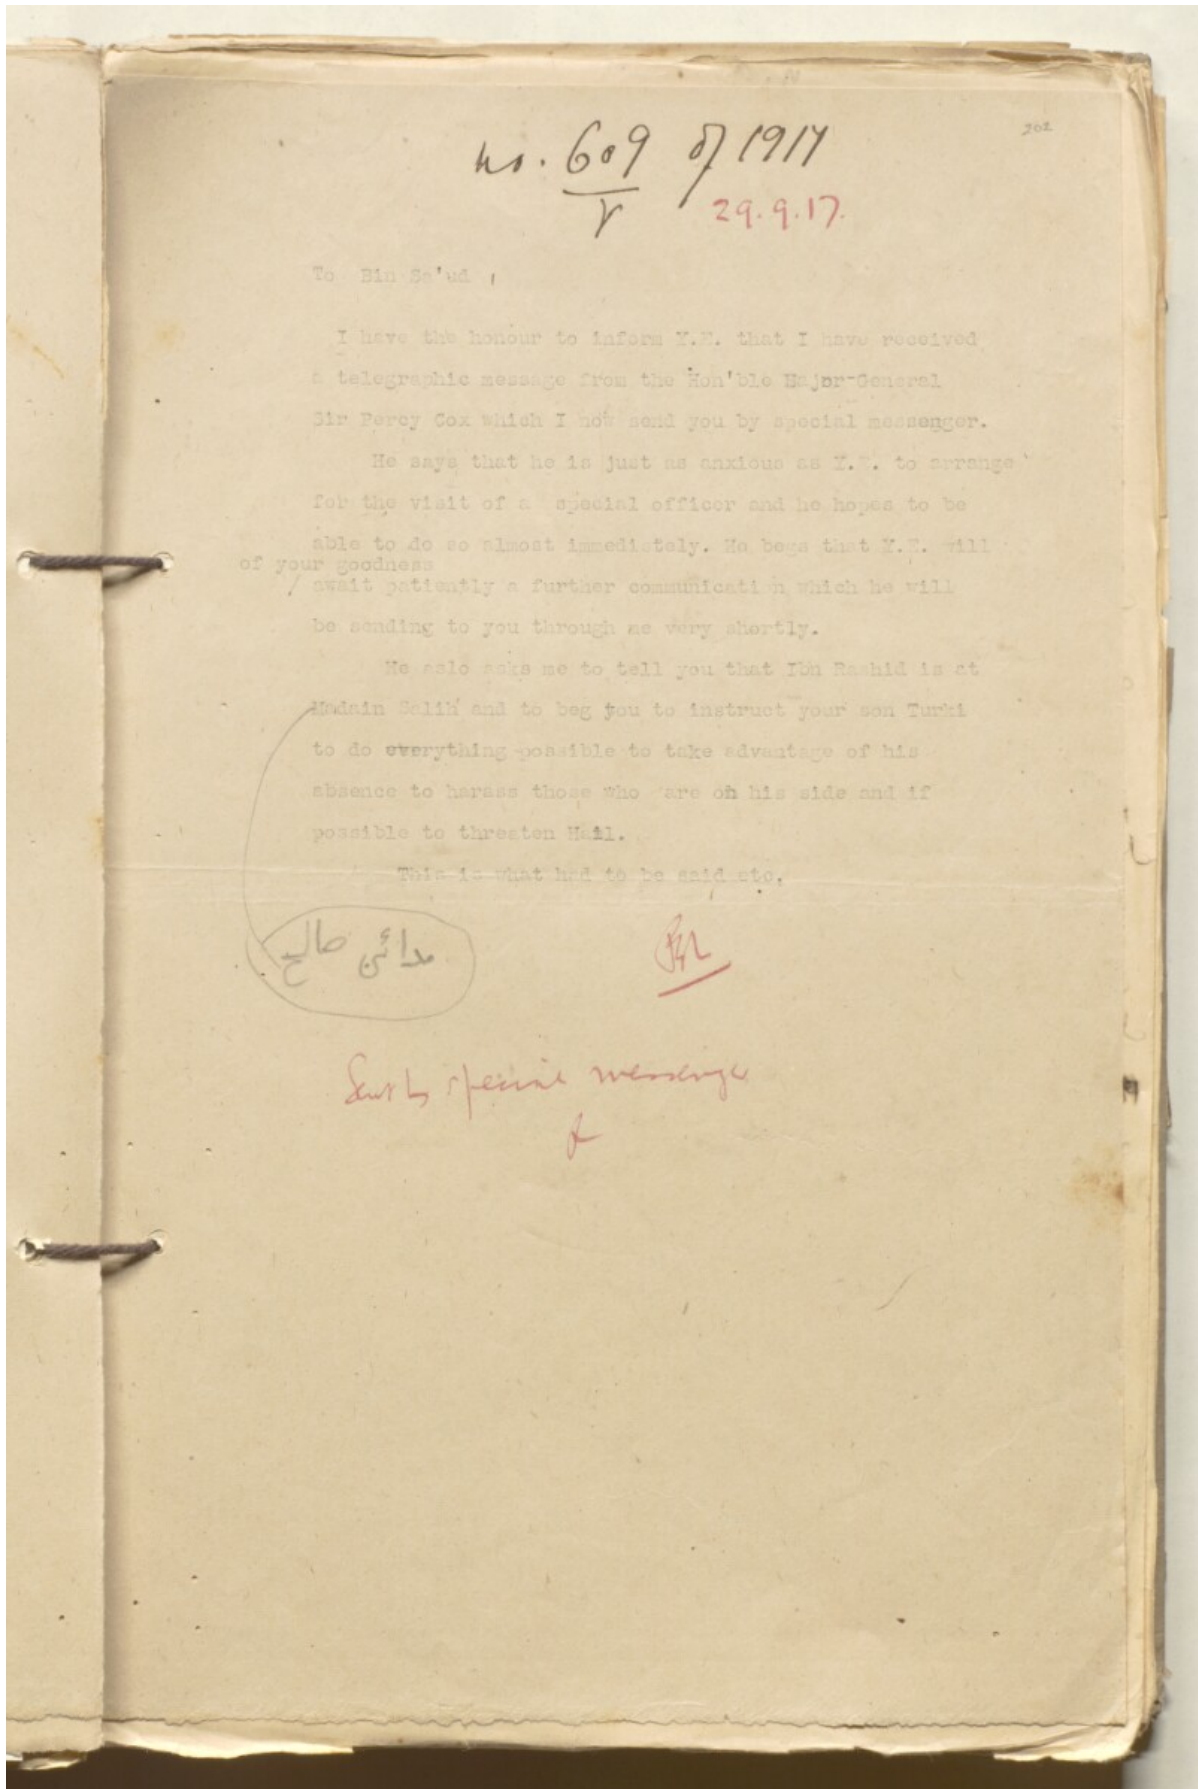 201
No. 609 of 1917
29.9.17.
To Bin Sa'ud,
I have the honour to inform Y.E. that I have received
a telegraphic message from the Hon'ble Major-General
Sir Percy Cox which I now send you by special messenger.
He says that he is just as anxious as Y.E. to arrange
for the visit of a special officer and he hopes to be
able to do so almost immediately. He begs that Y.E. will
of your goodness
/ await patiently a further communication which he will
be sending to you through me very shortly.
He aslo asks me to tell you that Ibn Rashid is at
Madain Salih and to beg you to instruct your son Turki
to do everything possible to take advantage of his
absence to harass those who are on his side and if
possible to threaten Hail.
This is what had to be said etc.
مدائن صالح
Sent by special messenger